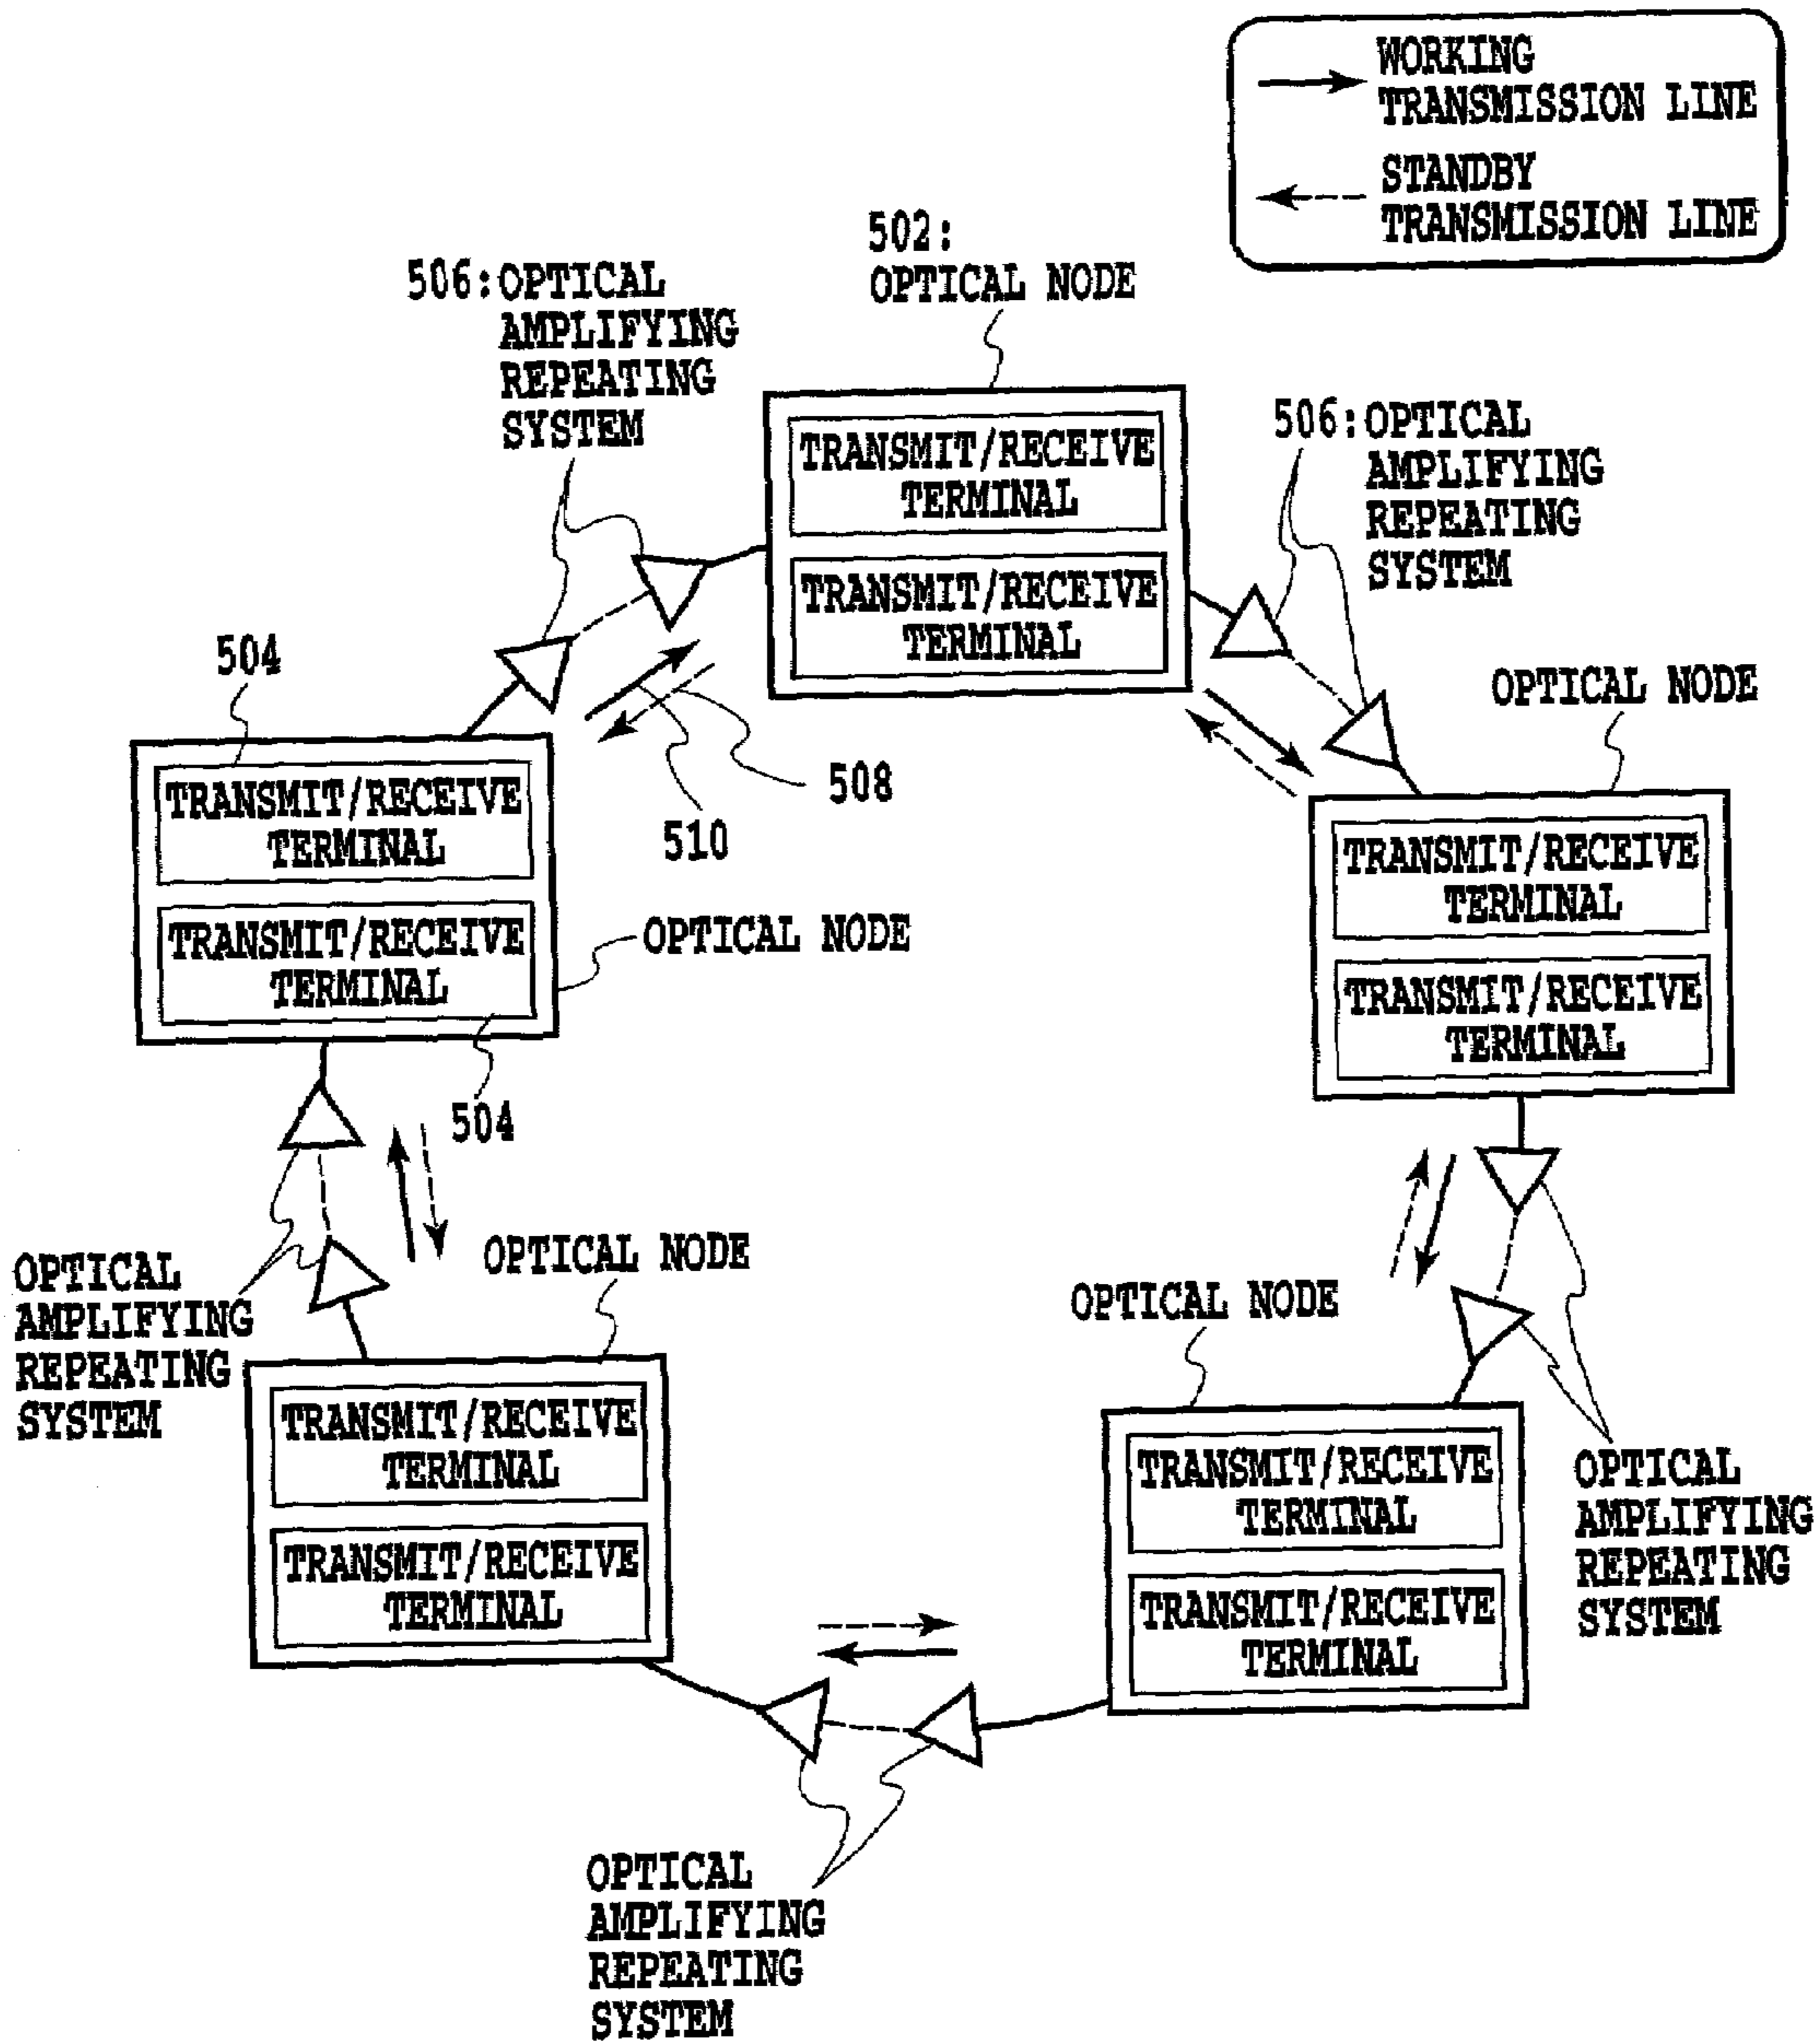 WORKING
TRANSMISSION LINE
STANDBY
TRANSMISSION LINE
502:
OPTICAL NODE
506:OPTICAL
AMPLIFYING
REPEATING
SYSTEM
TRANSMIT/RECEIVE
TERMINAL
TRANSMIT/RECEIVE
TERMINAL
506:OPTICAL
AMPLIFYING
REPEATING
SYSTEM
504
TRANSMIT/RECEIVE
TERMINAL
TRANSMIT/RECEIVE
TERMINAL
508
510
OPTICAL NODE
504
OPTICAL NODE
TRANSMIT/RECEIVE
TERMINAL
TRANSMIT/RECEIVE
TERMINAL
OPTICAL
AMPLIFYING
REPEATING
SYSTEM
OPTICAL NODE
TRANSMIT/RECEIVE
TERMINAL
TRANSMIT/RECEIVE
TERMINAL
OPTICAL NODE
TRANSMIT/RECEIVE
TERMINAL
TRANSMIT/RECEIVE
TERMINAL
OPTICAL
AMPLIFYING
REPEATING
SYSTEM
OPTICAL
AMPLIFYING
REPEATING
SYSTEM